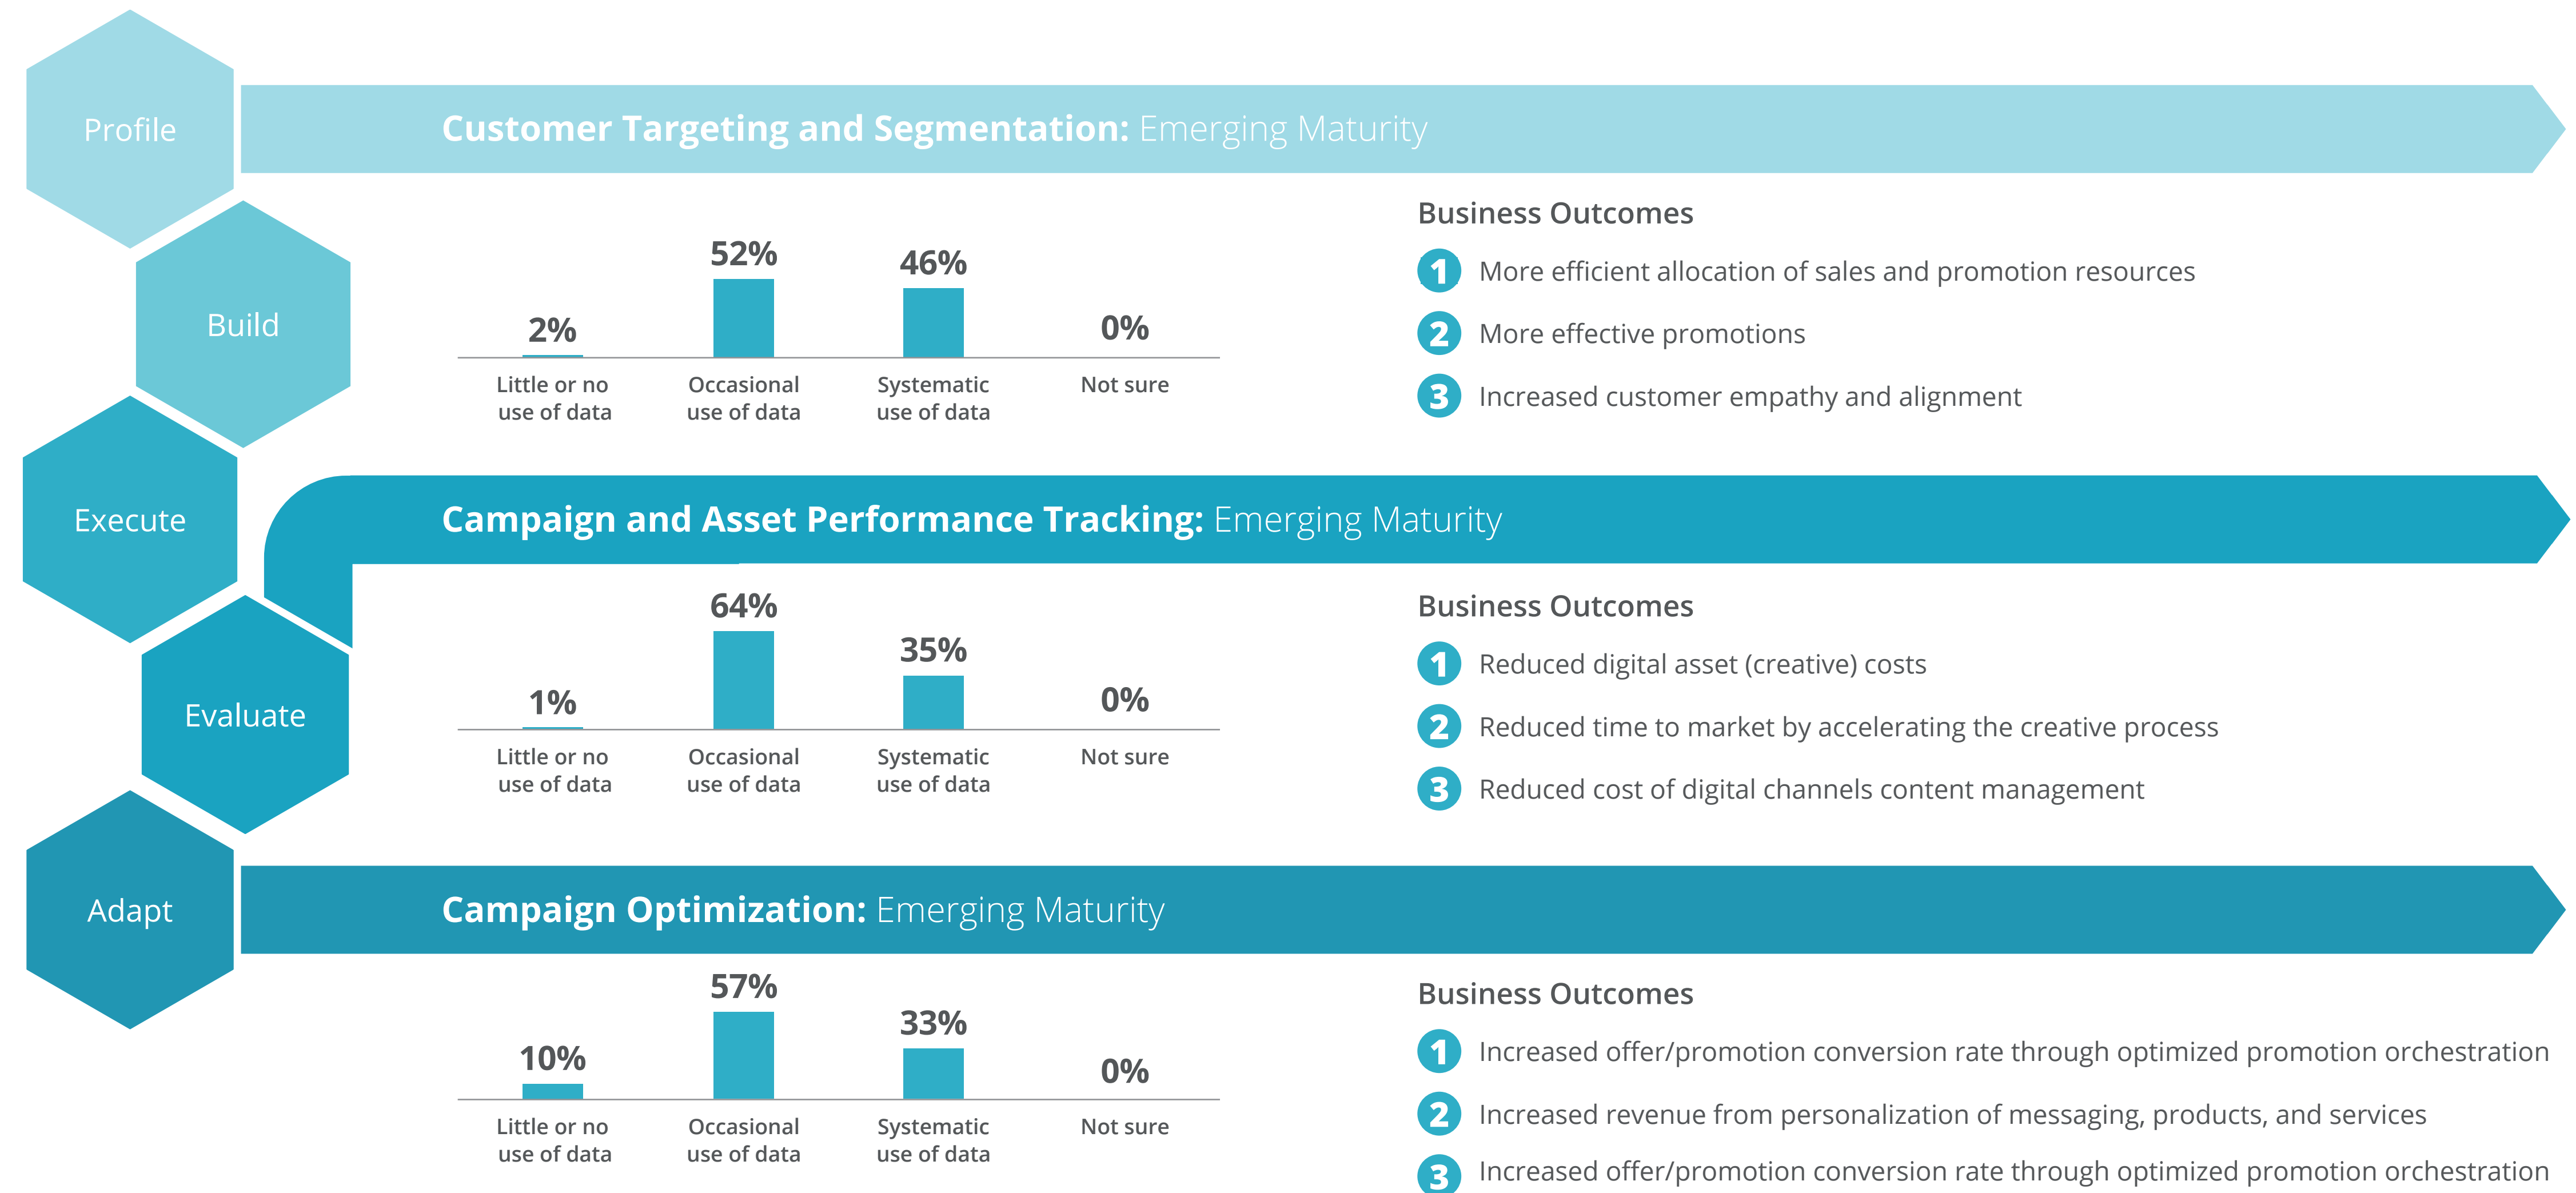 Profile
Customer Targeting and Segmentation: Emerging Maturity
Build
52%
46%
2%
0%
Little or no
use of data
Occasional
use of data
Systematic
use of data
Not sure
Business Outcomes
1 More efficient allocation of sales and promotion resources
2 More effective promotions
3 Increased customer empathy and alignment
Execute
Campaign and Asset Performance Tracking: Emerging Maturity
Evaluate
64%
35%
1%
0%
Little or no
use of data
Occasional
use of data
Systematic
use of data
Not sure
Business Outcomes
1 Reduced digital asset (creative) costs
2 Reduced time to market by accelerating the creative process
3 Reduced cost of digital channels content management
Adapt
Campaign Optimization: Emerging Maturity
57%
33%
10%
0%
Little or no
use of data
Occasional
use of data
Systematic
use of data
Not sure
Business Outcomes
1 Increased offer/promotion conversion rate through optimized promotion orchestration
2 Increased revenue from personalization of messaging, products, and services
3 Increased offer/promotion conversion rate through optimized promotion orchestration